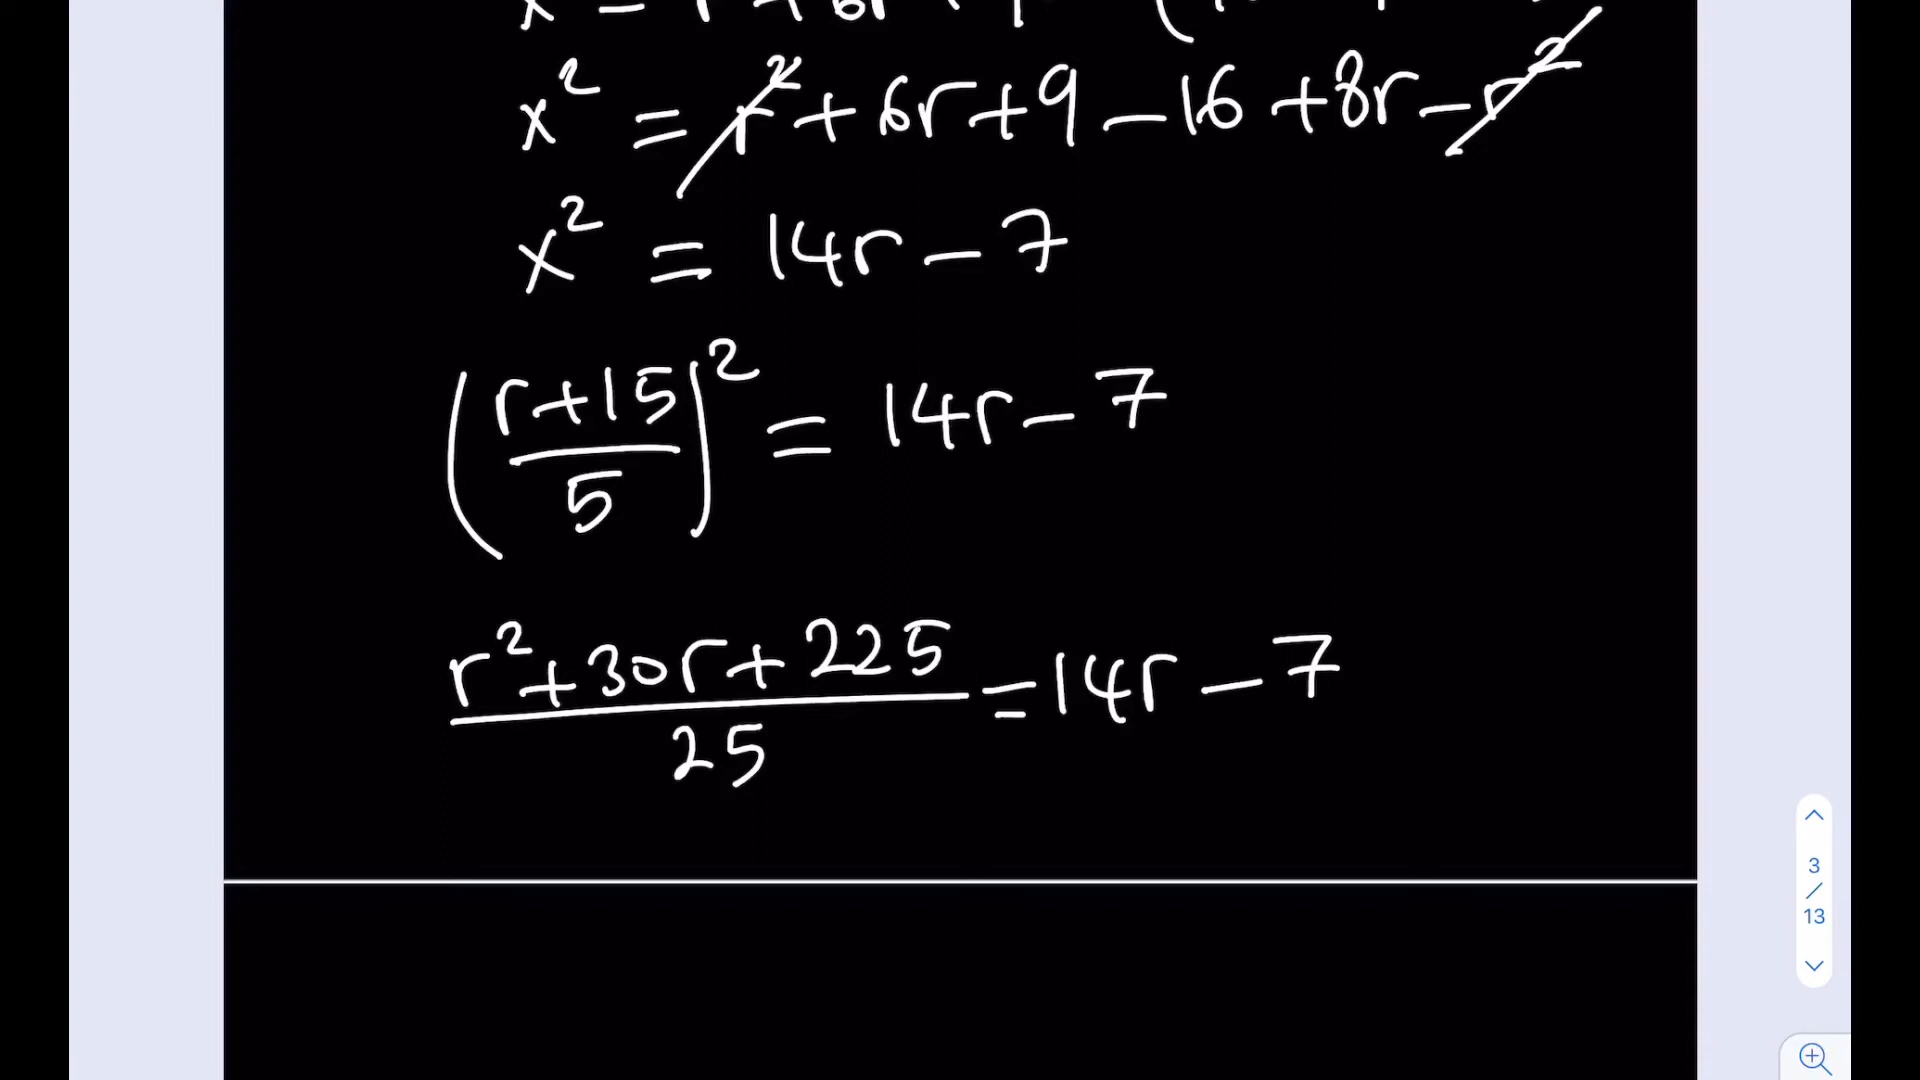 x² = r² + 6r + 9 - 16 + 8r - r²
x² = 14r - 7
(r+15/5)² = 14r - 7
r²+30r+225/25 = 14r - 7
3
/
13